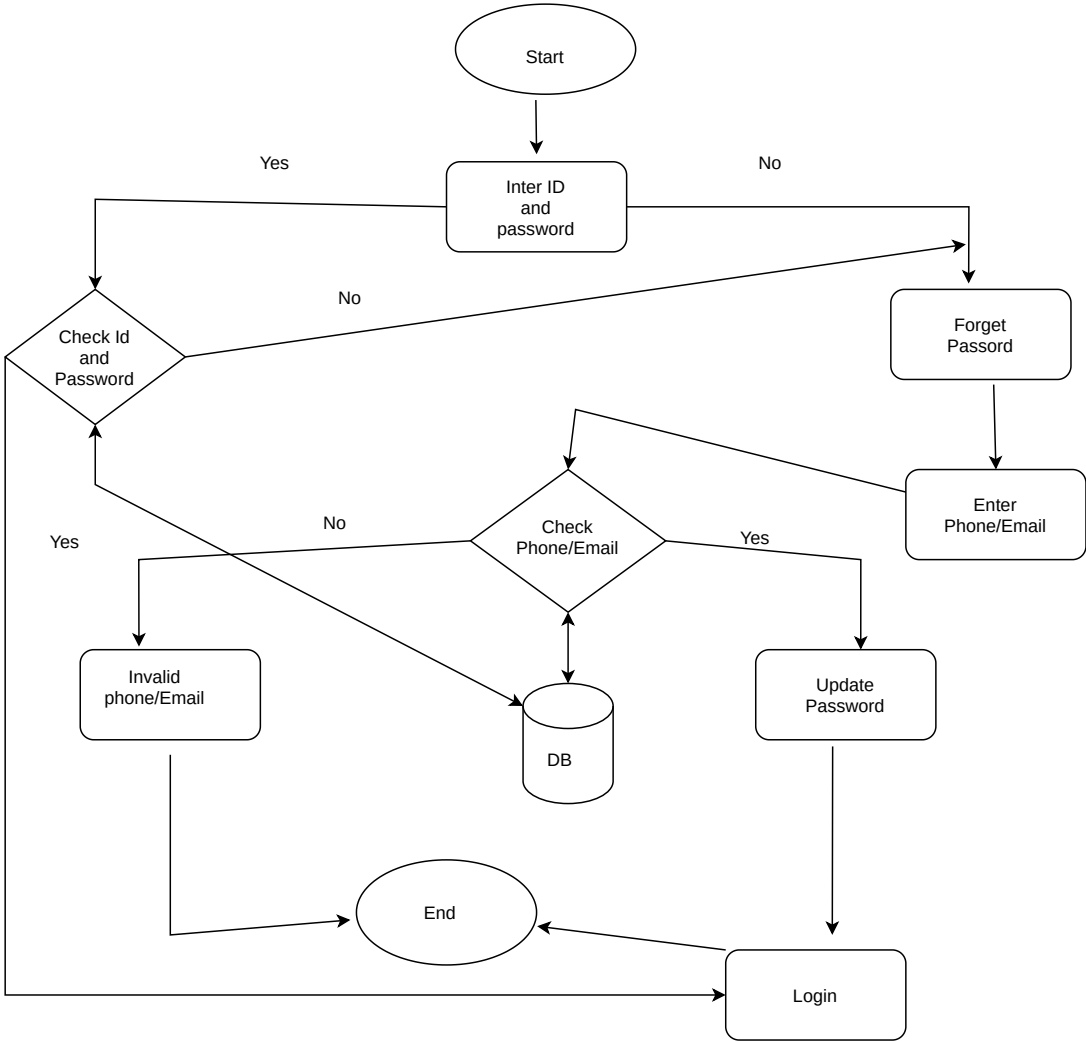 Start
Yes
No
Inter ID
and
password
No
Check Id
and
Password
Forget
Passord
Enter
Phone/Email
Check
Phone/Email
No
Yes
Yes
Invalid
phone/Email
Update
Password
DB
End
Login